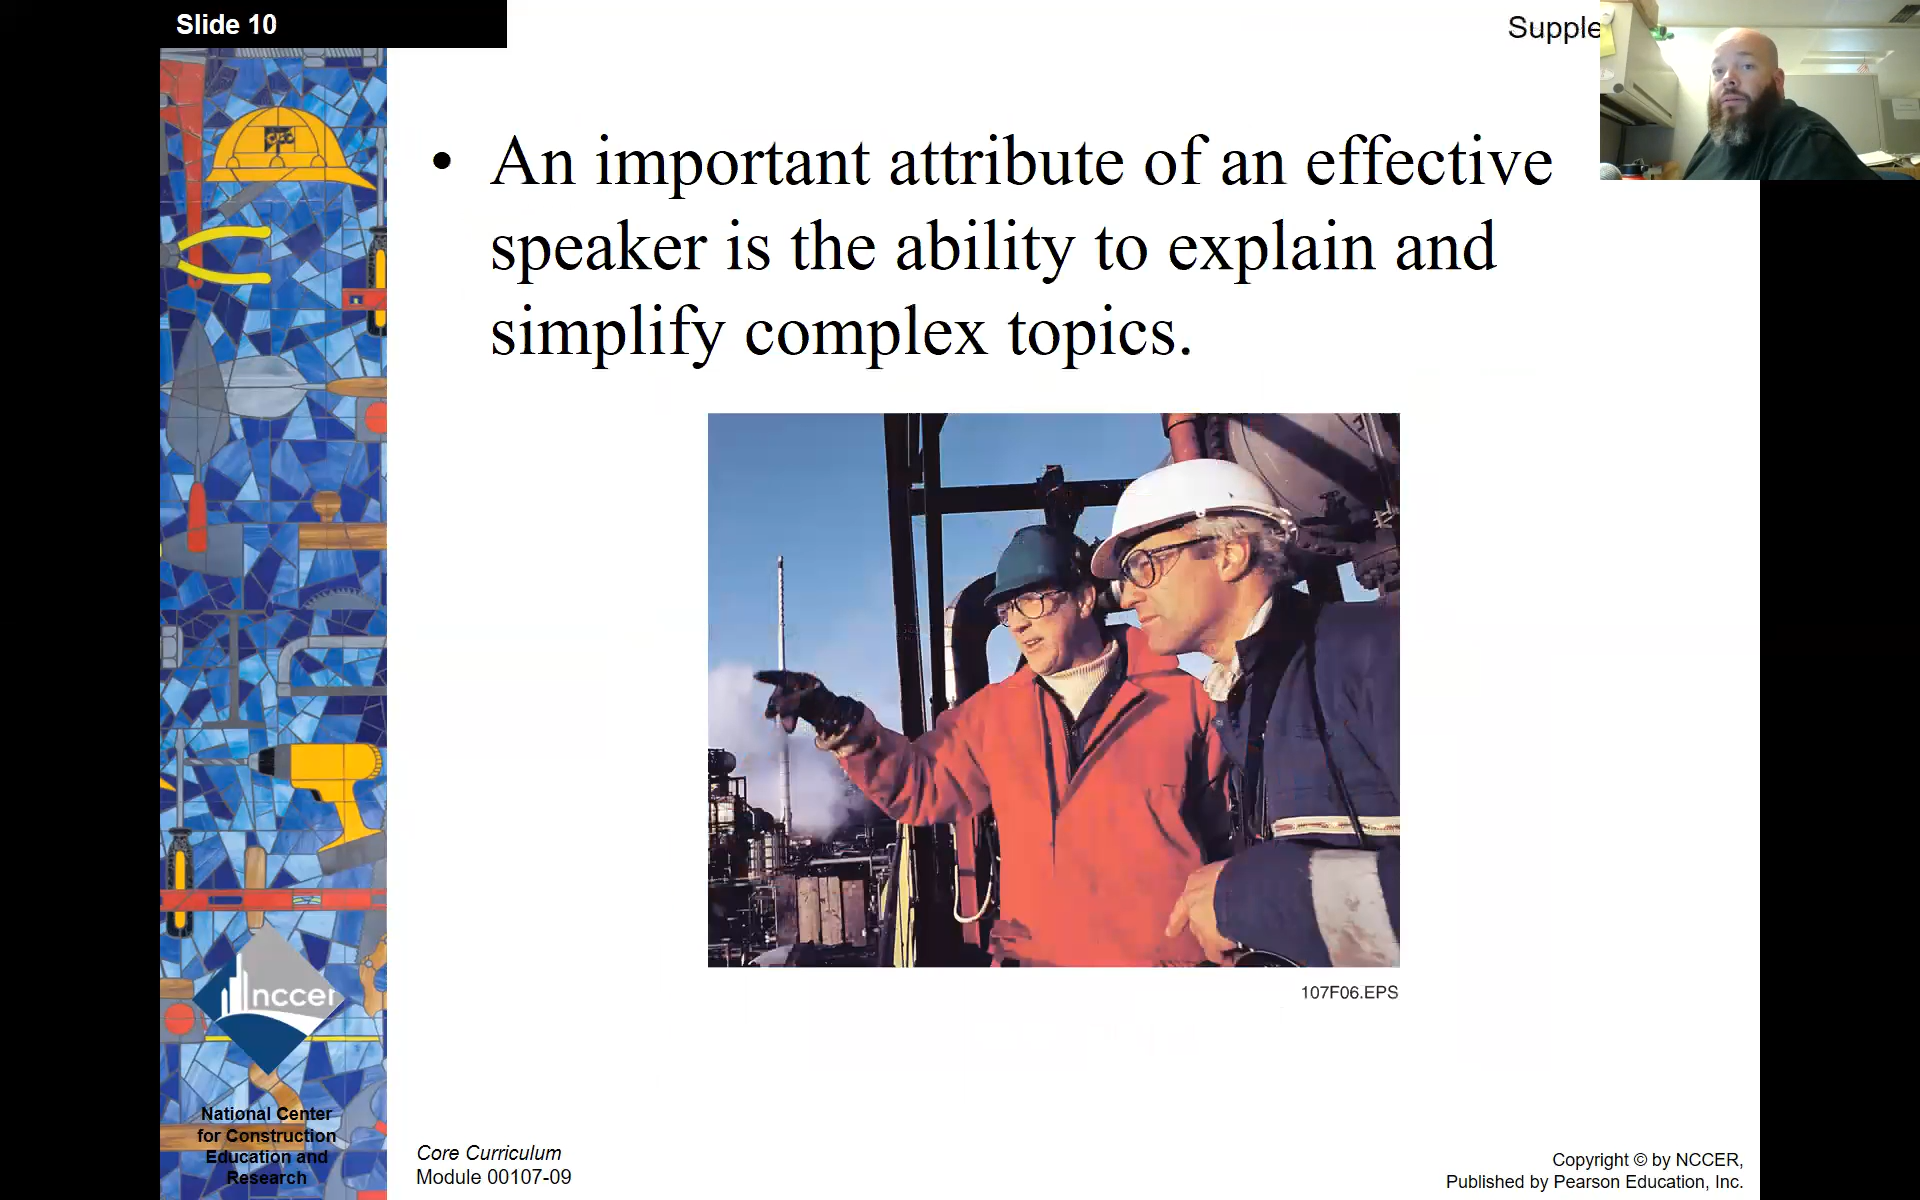 Slide 10
• An important attribute of an effective
speaker is the ability to explain and
simplify complex topics.
107F06.EPS
nccer
National Center
for Construction
Education and
Research
Core Curriculum
Module 00107-09
Copyright © by NCCER,
Published by Pearson Education, Inc.